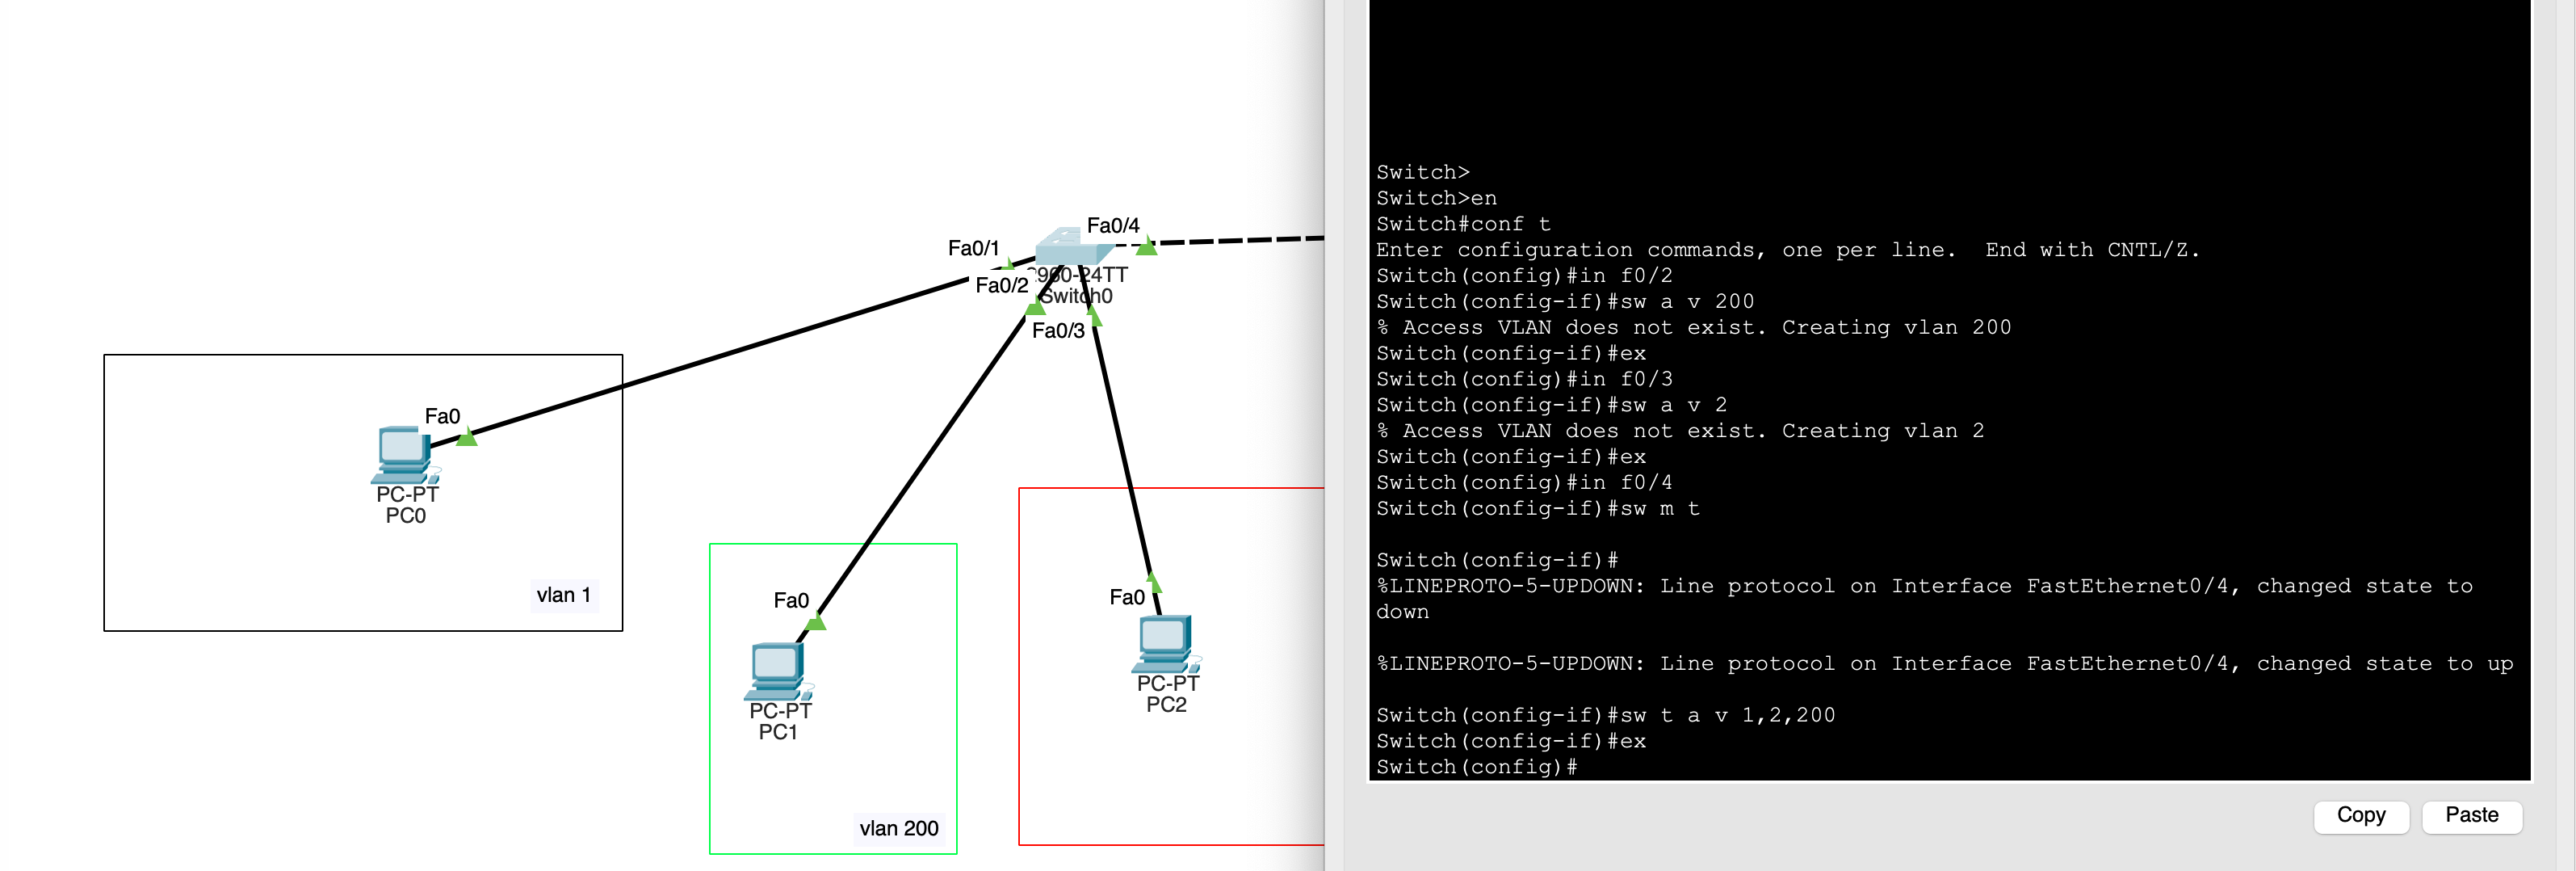 Fa0/4
Fa0/1
Fa0/2
2960-24TT
Switch0
Fa0/3
Fa0
PC-PT
PC0
vlan 1
Fa0
PC-PT
PC1
vlan 200
Fa0
PC-PT
PC2
Switch>
Switch>en
Switch#conf t
Enter configuration commands, one per line.  End with CNTL/Z.
Switch(config)#in f0/2
Switch(config-if)#sw a v 200
% Access VLAN does not exist. Creating vlan 200
Switch(config-if)#ex
Switch(config)#in f0/3
Switch(config-if)#sw a v 2
% Access VLAN does not exist. Creating vlan 2
Switch(config-if)#ex
Switch(config)#in f0/4
Switch(config-if)#sw m t
Switch(config-if)#
%LINEPROTO-5-UPDOWN: Line protocol on Interface FastEthernet0/4, changed state to
down
%LINEPROTO-5-UPDOWN: Line protocol on Interface FastEthernet0/4, changed state to up
Switch(config-if)#sw t a v 1,2,200
Switch(config-if)#ex
Switch(config)#
Copy
Paste